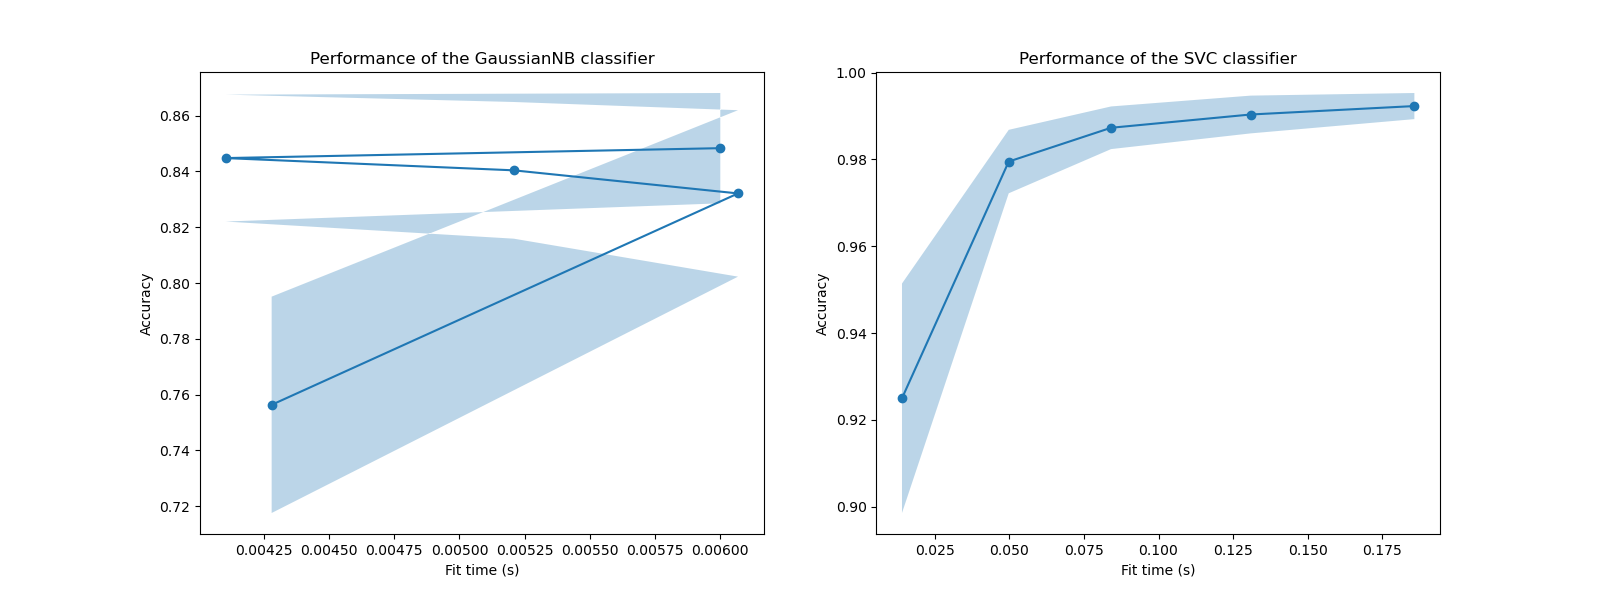 Performance of the GaussianNB classifier
Accuracy
0.86
0.84
0.82
0.80
0.78
0.76
0.74
0.72
0.00425 0.00450 0.00475 0.00500 0.00525 0.00550 0.00575 0.00600
Fit time (s)
Performance of the SVC classifier
Accuracy
1.00
0.98
0.96
0.94
0.92
0.90
0.025 0.050 0.075 0.100 0.125 0.150 0.175
Fit time (s)